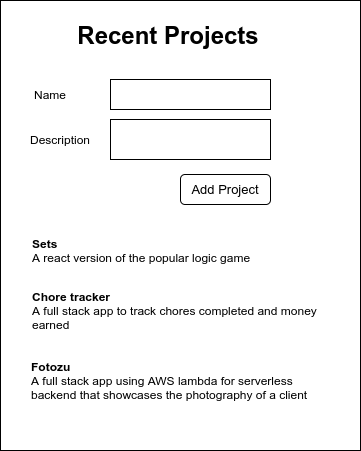 Recent Projects
Name
Description
Add Project
Sets
A react version of the popular logic game
Chore tracker
A full stack app to track chores completed and money
earned
Fotozu
A full stack app using AWS lambda for serverless
backend that showcases the photography of a client